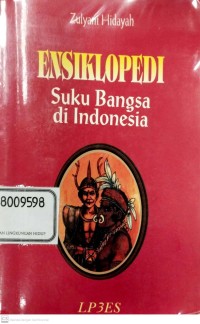 Zulyani Hidayah
ENSIKLOPEDI
Suku Bangsa
di Indonesia
8009598
LP3ES